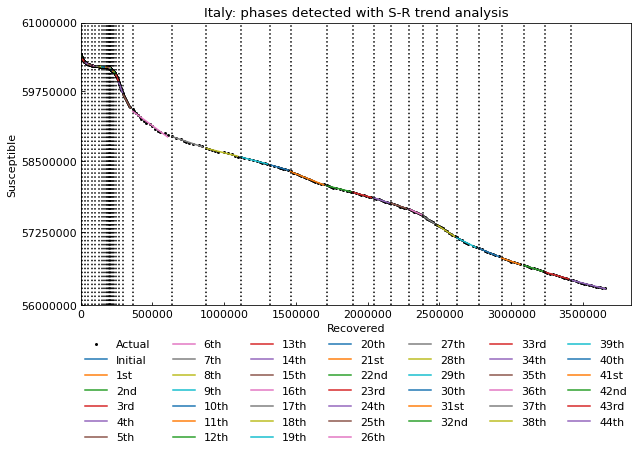 Italy: phases detected with S-R trend analysis
61000000
59750000
58500000
57250000
56000000
Susceptible
0 500000 1000000 1500000 2000000 2500000 3000000 3500000
Recovered
Actual 6th 13th 20th 27th 33rd 39th
Initial 7th 14th 21st 28th 34th 40th
1st 8th 15th 22nd 29th 35th 41st
2nd 9th 16th 23rd 30th 36th 42nd
3rd 10th 17th 24th 31st 37th 43rd
4th 11th 18th 25th 32nd 38th 44th
5th 12th 19th 26th